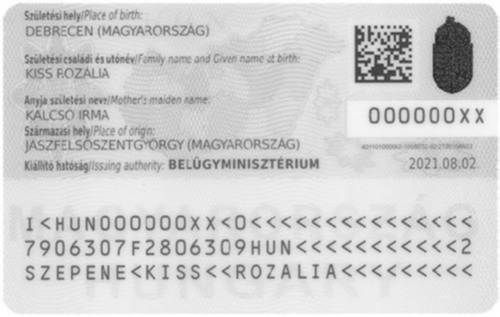 Születési hely/Place of birth:
DEBRECEN (MAGYARORSZÁG)
Születési családi és utónév/Family name and Given name at birth:
KISS ROZÁLIA
Anyja születési neve/Mother's maiden name:
KALCSÓ IRMA
000000XX
Származási hely/Place of origin:
JÁSZFELSŐSZENTGYÖRGY (MAGYARORSZÁG)
Kiállító hatóság/Issuing authority: BELÜGYMINISZTÉRIUM 2021.08.02.
MAGYARORSZÁG
HUNGARY
I<HUN000000XX<0<<<<<<<<<<<<<<<
7906307F2806309HUN<<<<<<<<<<<2
SZEPENE<KISS<<ROZALIA<<<<<<<<<